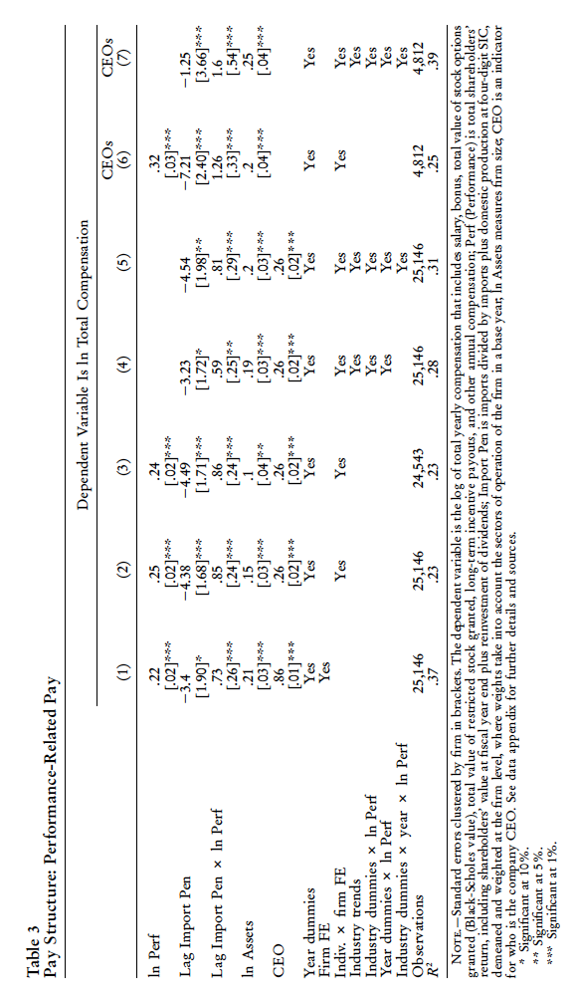 Table 3
Pay Structure: Performance-Related Pay
Dependent Variable Is ln Total Compensation
CEOs CEOs
(1) (2) (3) (4) (5) (6) (7)
ln Perf .22 .25 .24 .32
[.02]*** [.02]*** [.02]*** [.03]***
Lag Import Pen −3.4 −4.38 −4.49 −3.23 −4.54 −7.21 −1.25
[1.90]* [1.68]*** [1.71]*** [1.72]* [1.98]** [2.40]*** [3.66]***
Lag Import Pen × ln Perf .73 .85 .86 .59 .81 1.26 1.6
[.26]*** [.24]*** [.24]*** [.25]** [.29]*** [.33]*** [.54]***
ln Assets .21 .15 .1 .19 .2 .2 .25
[.03]*** [.03]*** [.04]** [.03]*** [.03]*** [.04]*** [.04]***
CEO .86 .26 .26 .26 .26
[.01]*** [.02]*** [.02]*** [.02]*** [.02]***
Year dummies Yes Yes Yes Yes Yes Yes Yes
Firm FE Yes
Indiv. × firm FE Yes Yes Yes Yes Yes Yes
Industry trends Yes Yes Yes
Industry dummies × ln Perf Yes Yes Yes
Year dummies × ln Perf Yes Yes Yes
Industry dummies × year × ln Perf Yes Yes
Observations 25,146 25,146 24,543 25,146 25,146 4,812 4,812
R² .37 .23 .23 .28 .31 .25 .39
NOTE.—Standard errors clustered by firm in brackets. The dependent variable is the log of total yearly compensation that includes salary, bonus, total value of stock options
granted (Black-Scholes value), total value of restricted stock granted, long-term incentive payouts, and other annual compensation; Perf (Performance) is total shareholders'
return, including shareholders' value at fiscal year end plus reinvestment of dividends; Import Pen is imports divided by imports plus domestic production at four-digit SIC,
demeaned and weighted at the firm level, where weights take into account the sectors of operation of the firm in a base year, ln Assets measures firm size; CEO is an indicator
for who is the company CEO. See data appendix for further details and sources.
* Significant at 10%.
** Significant at 5%.
*** Significant at 1%.